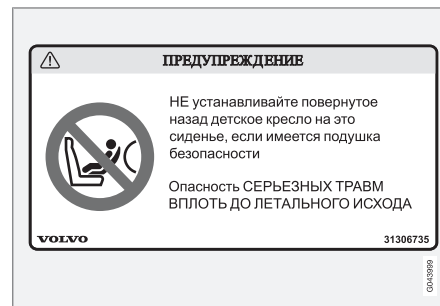 ПРЕДУПРЕЖДЕНИЕ
НЕ устанавливайте повернутое
назад детское кресло на это
сиденье, если имеется подушка
безопасности
Опасность СЕРЬЕЗНЫХ ТРАВМ
ВПЛОТЬ ДО ЛЕТАЛЬНОГО ИСХОДА
VOLVO 31306735
G043999